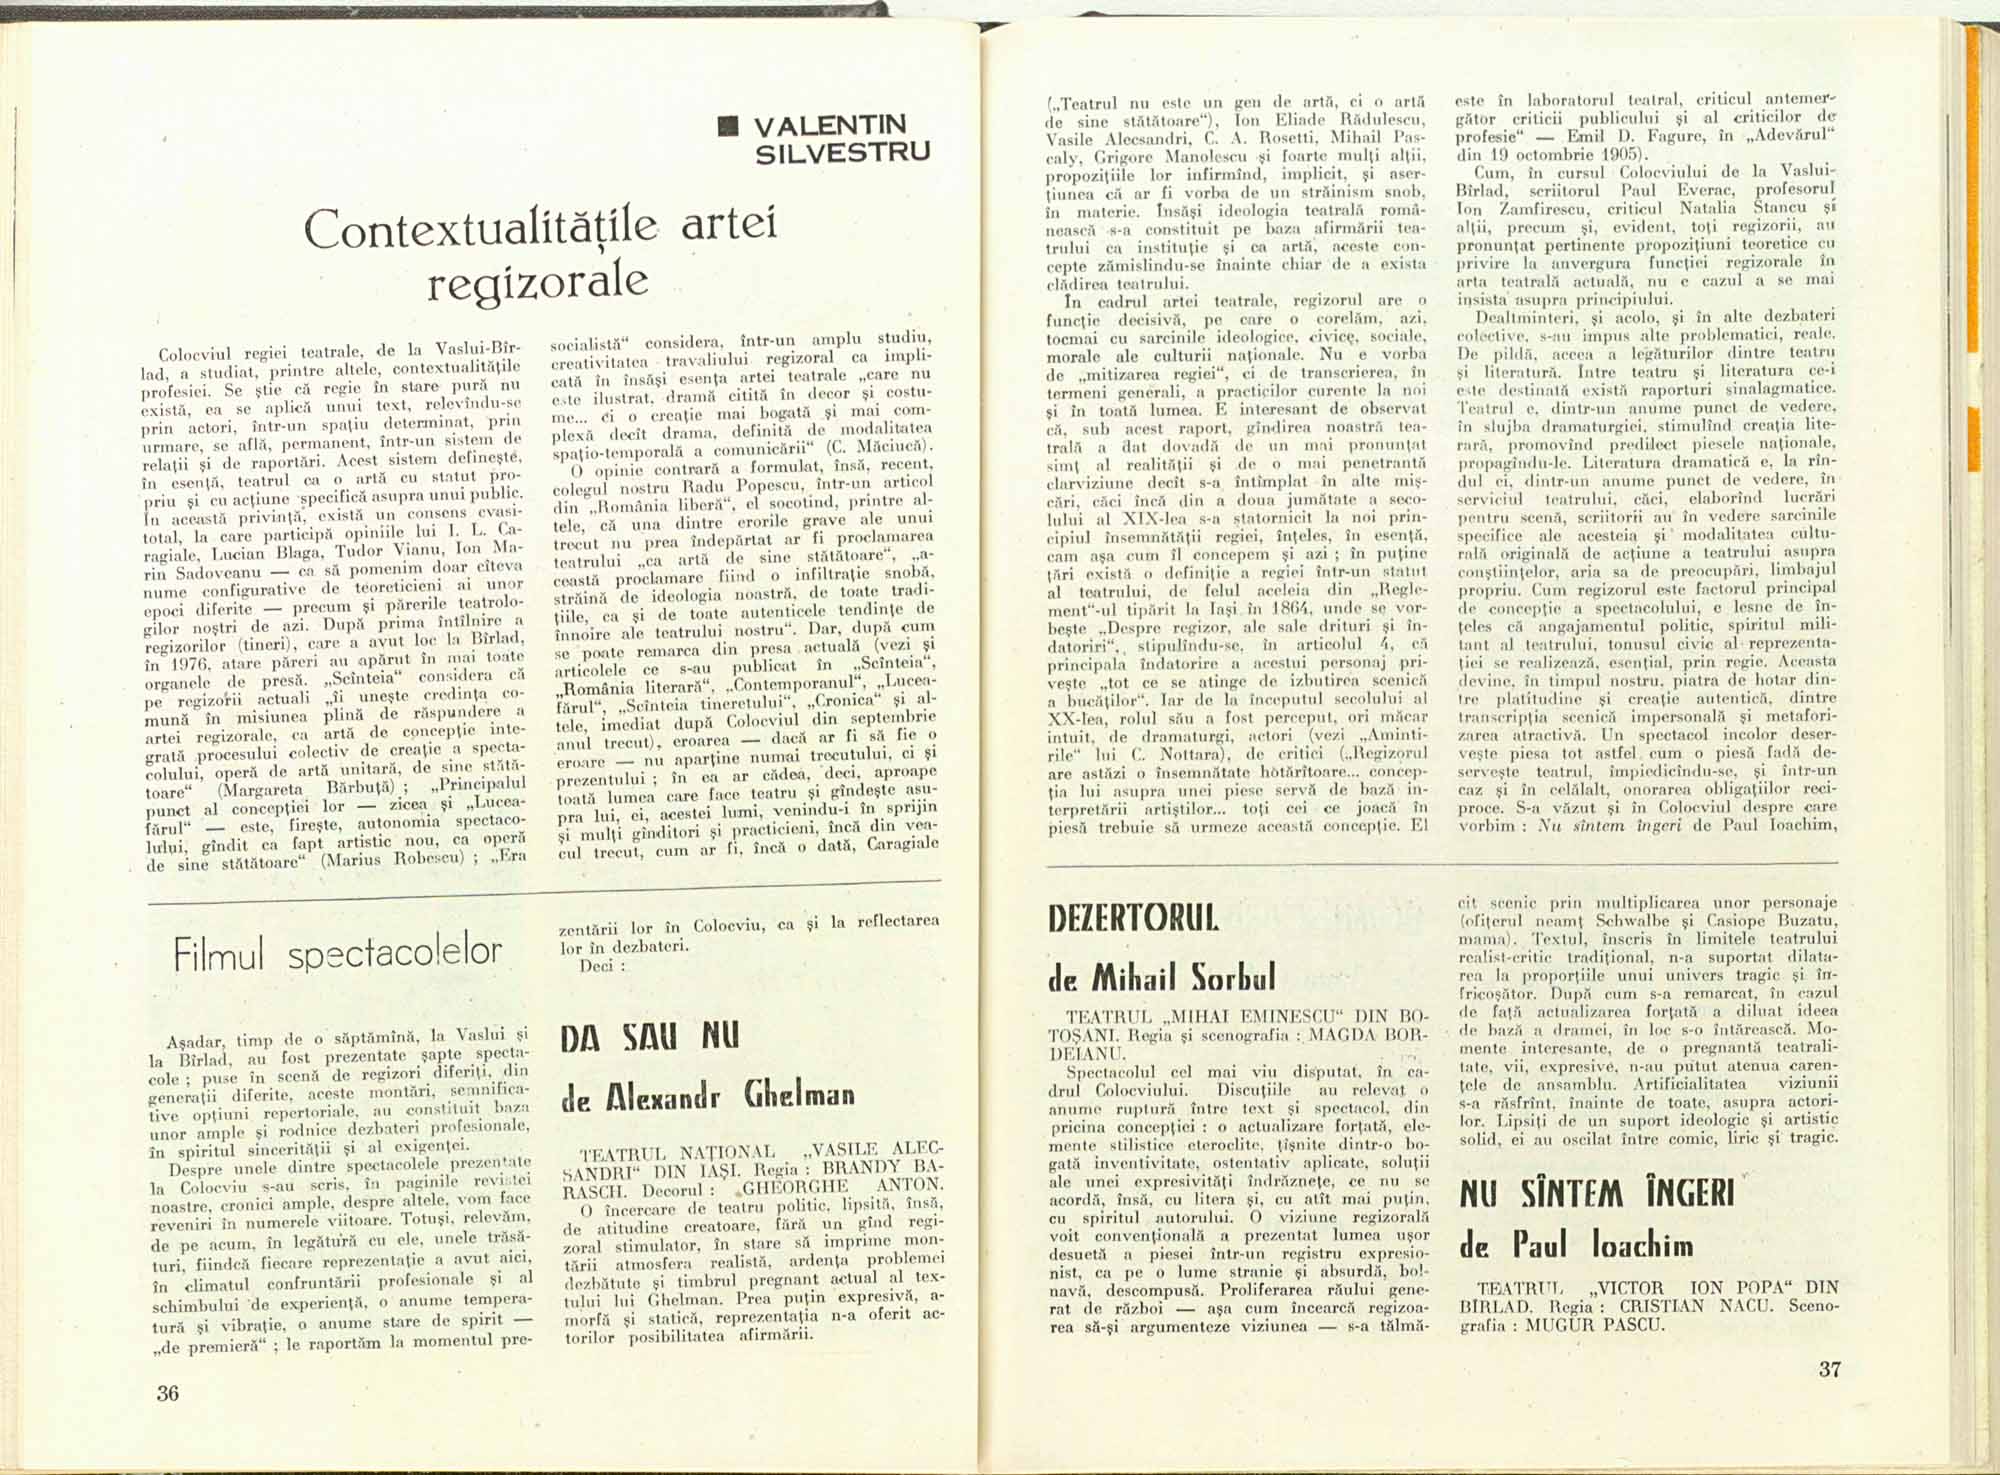 ■ VALENTIN
SILVESTRU
Contextualitățile artei
regizorale
Colocviul regiei teatrale, de la Vaslui-Bîr-
lad, a studiat, printre altele, contextualitățile
profesiei. Se știe că regie în stare pură nu
există, ea se aplică unui text, relevîndu-se
prin actori, într-un spațiu determinat, prin
urmare, se află, permanent, într-un sistem de
relații și de raportări. Acest sistem definește,
în esență, teatrul ca o artă cu statut pro-
priu și cu acțiune specifică asupra unui public.
In această privință, există un consens cvasi-
total, la care participă opiniile lui I. L. Ca-
ragiale, Lucian Blaga, Tudor Vianu, Ion Ma-
rin Sadoveanu — ca să pomenim doar cîteva
nume configurative de teoreticieni ai unor
epoci diferite — precum și părerile teatrolo-
gilor noștri de azi. După prima întîlnire a
regizorilor (tineri), care a avut loc la Bîrlad,
în 1976, atare păreri au apărut în mai toate
organele de presă. „Scînteia“ considera că
pe regizorii actuali „îi unește credința co-
mună în misiunea plină de răspundere a
artei regizorale, ca artă de concepție inte-
grată procesului colectiv de creație a specta-
colului, operă de artă unitară, de sine stătă-
toare“ (Margareta Bărbuță) ; „Principalul
punct al concepției lor — zicea și „Lucea-
fărul“ — este, firește, autonomia spectaco-
lului, gîndit ca fapt artistic nou, ca operă
de sine stătătoare“ (Marius Robescu) ; „Era
socialistă“ considera, într-un amplu studiu,
creativitatea travaliului regizoral ca impli-
cată în însăși esența artei teatrale „care nu
este ilustrat, dramă citită în decor și costu-
me... ci o creație mai bogată și mai com-
plexă decît drama, definită de modalitatea
spațio-temporală a comunicării“ (C. Măciucă).
O opinie contrară a formulat, însă, recent,
colegul nostru Radu Popescu, într-un articol
din „România liberă“, el socotind, printre al-
tele, că una dintre erorile grave ale unui
trecut nu prea îndepărtat ar fi proclamarea
teatrului „ca artă de sine stătătoare“, „a-
ceastă proclamare fiind o infiltrație snobă,
străină de ideologia noastră, de toate tradi-
țiile, ca și de toate autenticele tendințe de
înnoire ale teatrului nostru“. Dar, după cum
se poate remarca din presa actuală (vezi și
articolele ce s-au publicat în „Scînteia“,
„România literară“, „Contemporanul“, „Lucea-
fărul“, „Scînteia tineretului“, „Cronica“ și al-
tele, imediat după Colocviul din septembrie
anul trecut), eroarea — dacă ar fi să fie o
eroare — nu aparține numai trecutului, ci și
prezentului ; în ea ar cădea, deci, aproape
toată lumea care face teatru și gîndește asu-
pra lui, ei, acestei lumi, venindu-i în sprijin
și mulți gînditori și practicieni, încă din vea-
cul trecut, cum ar fi, încă o dată, Caragiale
Filmul spectacolelor
Așadar, timp de o săptămînă, la Vaslui și
la Bîrlad, au fost prezentate șapte specta-
cole ; puse în scenă de regizori diferiți, din
generații diferite, aceste montări, semnifica-
tive opțiuni repertoriale, au constituit baza
unor ample și rodnice dezbateri profesionale,
în spiritul sincerității și al exigenței.
Despre unele dintre spectacolele prezentate
la Colocviu s-au scris, în paginile revistei
noastre, cronici ample, despre altele, vom face
reveniri în numerele viitoare. Totuși, relevăm,
de pe acum, în legătură cu ele, unele trăsă-
turi, fiindcă fiecare reprezentație a avut aici,
în climatul confruntării profesionale și al
schimbului de experiență, o anume tempera-
tură și vibrație, o anume stare de spirit —
„de premieră“ ; le raportăm la momentul pre-
zentării lor în Colocviu, ca și la reflectarea
lor în dezbateri.
Deci :
DA SAU NU
de Alexandr Ghelman
TEATRUL NAȚIONAL „VASILE ALEC-
SANDRI“ DIN IAȘI. Regia : BRANDY BA-
RASCH. Decorul : GHEORGHE ANTON.
O încercare de teatru politic, lipsită, însă,
de atitudine creatoare, fără un gînd regi-
zoral stimulator, în stare să imprime mon-
tării atmosfera realistă, ardența problemei
dezbătute și timbrul pregnant actual al tex-
tului lui Ghelman. Prea puțin expresivă, a-
morfă și statică, reprezentația n-a oferit ac-
torilor posibilitatea afirmării.
36
(„Teatrul nu este un gen de artă, ci o artă
de sine stătătoare“), Ion Eliade Rădulescu,
Vasile Alecsandri, C. A. Rosetti, Mihail Pas-
caly, Grigore Manolescu și foarte mulți alții,
propozițiile lor infirmînd, implicit, și aser-
țiunea că ar fi vorba de un străinism snob,
în materie. Însăși ideologia teatrală româ-
nească s-a constituit pe baza afirmării tea-
trului ca instituție și ca artă, aceste con-
cepte zămislindu-se înainte chiar de a exista
clădirea teatrului.
In cadrul artei teatrale, regizorul are o
funcție decisivă, pe care o corelăm, azi,
tocmai cu sarcinile ideologice, civice, sociale,
morale ale culturii naționale. Nu e vorba
de „mitizarea regiei“, ci de transcrierea, în
termeni generali, a practicilor curente la noi
și în toată lumea. E interesant de observat
că, sub acest raport, gîndirea noastră tea-
trală a dat dovadă de un mai pronunțat
simț al realității și de o mai penetrantă
clarviziune decît s-a întîmplat în alte miș-
cări, căci încă din a doua jumătate a seco-
lului al XIX-lea s-a statornicit la noi prin-
cipiul însemnătății regiei, înțeles, în esență,
cam așa cum îl concepem și azi ; în puține
țări există o definiție a regiei într-un statut
al teatrului, de felul aceleia din „Regle-
ment“-ul tipărit la Iași în 1864, unde se vor-
bește „Despre regizor, ale sale drituri și în-
datoriri“, stipulîndu-se, în articolul 4, că
principala îndatorire a acestui personaj pri-
vește „tot ce se atinge de izbutirea scenică
a bucăților“. Iar de la începutul secolului al
XX-lea, rolul său a fost perceput, ori măcar
intuit, de dramaturgi, actori (vezi „Aminti-
rile“ lui C. Nottara), de critici („Regizorul
are astăzi o însemnătate hotărîtoare... concep-
ția lui asupra unei piese servă de bază in-
terpretării artiștilor... toți cei ce joacă în
piesă trebuie să urmeze această concepție. El
este în laboratorul teatral, criticul antemer-
gător criticii publicului și al criticilor de
profesie“ — Emil D. Fagure, în „Adevărul“
din 19 octombrie 1905).
Cum, în cursul Colocviului de la Vaslui-
Bîrlad, scriitorul Paul Everac, profesorul
Ion Zamfirescu, criticul Natalia Stancu și
alții, precum și, evident, toți regizorii, au
pronunțat pertinente propozițiuni teoretice cu
privire la anvergura funcției regizorale în
arta teatrală actuală, nu e cazul a se mai
insista asupra principiului.
Dealtminteri, și acolo, și în alte dezbateri
colective, s-au impus alte problematici, reale.
De pildă, aceea a legăturilor dintre teatru
și literatură. Intre teatru și literatura ce-i
este destinată există raporturi sinalagmatice.
Teatrul e, dintr-un anume punct de vedere,
în slujba dramaturgiei, stimulînd creația lite-
rară, promovînd predilect piesele naționale,
propagîndu-le. Literatura dramatică e, la rîn-
dul ei, dintr-un anume punct de vedere, în
serviciul teatrului, căci, elaborînd lucrări
pentru scenă, scriitorii au în vedere sarcinile
specifice ale acesteia și modalitatea cultu-
rală originală de acțiune a teatrului asupra
conștiințelor, aria sa de preocupări, limbajul
propriu. Cum regizorul este factorul principal
de concepție a spectacolului, e lesne de în-
țeles că angajamentul politic, spiritul mili-
tant al teatrului, tonusul civic al reprezenta-
ției se realizează, esențial, prin regie. Aceasta
devine, în timpul nostru, piatra de hotar din-
tre platitudine și creație autentică, dintre
transcripția scenică impersonală și metafori-
zarea atractivă. Un spectacol incolor deser-
vește piesa tot astfel cum o piesă fadă de-
servește teatrul, împiedicîndu-se, și într-un
caz și în celălalt, onorarea obligațiilor reci-
proce. S-a văzut și în Colocviul despre care
vorbim : Nu sîntem îngeri de Paul Ioachim,
DEZERTORUL
de Mihail Sorbul
TEATRUL „MIHAI EMINESCU“ DIN BO-
TOȘANI. Regia și scenografia : MAGDA BOR-
DEIANU.
Spectacolul cel mai viu disputat, în ca-
drul Colocviului. Discuțiile au relevat o
anume ruptură între text și spectacol, din
pricina concepției : o actualizare forțată, ele-
mente stilistice eteroclite, țîșnite dintr-o bo-
gată inventivitate, ostentativ aplicate, soluții
ale unei expresivități îndrăznețe, ce nu se
acordă, însă, cu litera și, cu atît mai puțin,
cu spiritul autorului. O viziune regizorală
voit convențională a prezentat lumea ușor
desuetă a piesei într-un registru expresio-
nist, ca pe o lume stranie și absurdă, bol-
navă, descompusă. Proliferarea răului gene-
rat de război — așa cum încearcă regizoa-
rea să-și argumenteze viziunea — s-a tălmă-
cit scenic prin multiplicarea unor personaje
(ofițerul neamț Schwalbe și Casiope Buzatu,
mama). Textul, înscris în limitele teatrului
realist-critic tradițional, n-a suportat dilata-
rea la proporțiile unui univers tragic și în-
fricoșător. După cum s-a remarcat, în cazul
de față actualizarea forțată a diluat ideea
de bază a dramei, în loc s-o întărească. Mo-
mente interesante, de o pregnantă teatrali-
tate, vii, expresive, n-au putut atenua caren-
țele de ansamblu. Artificialitatea viziunii
s-a răsfrînt, înainte de toate, asupra actori-
lor. Lipsiți de un suport ideologic și artistic
solid, ei au oscilat între comic, liric și tragic.
NU SÎNTEM ÎNGERI
de Paul Ioachim
TEATRUL „VICTOR ION POPA“ DIN
BÎRLAD. Regia : CRISTIAN NACU. Sceno-
grafia : MUGUR PASCU.
37